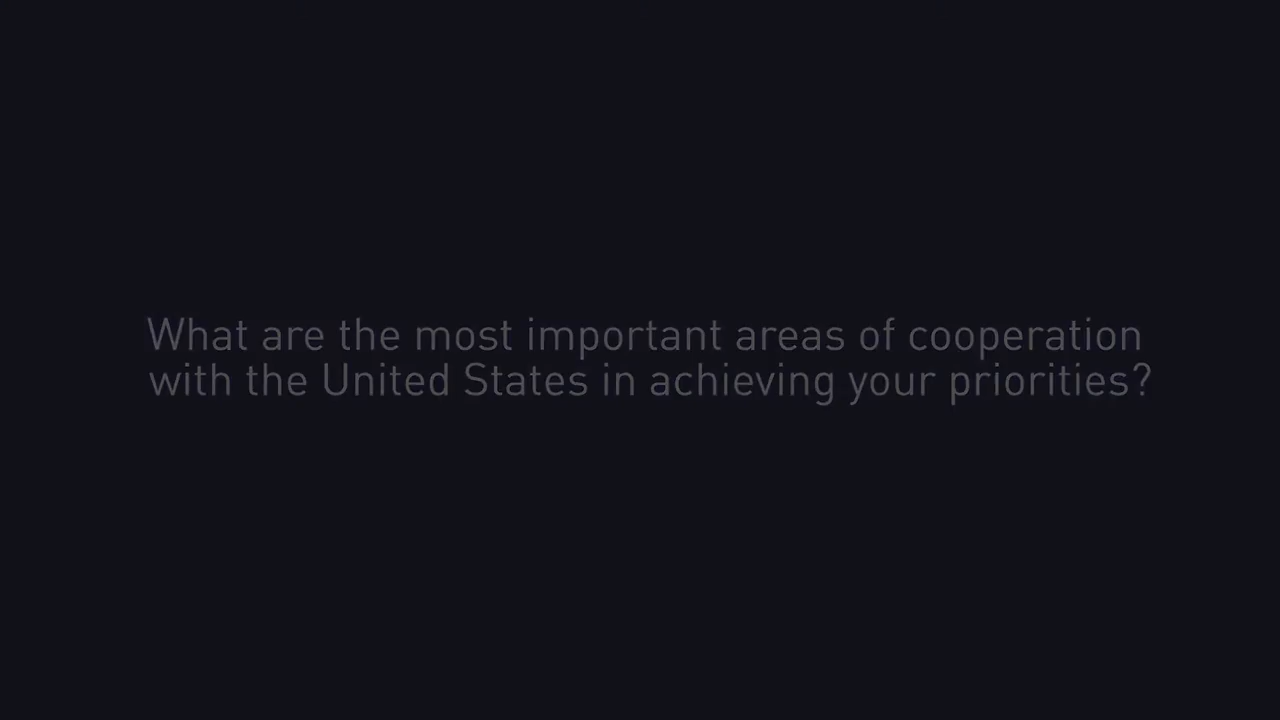 What are the most important areas of cooperation
with the United States in achieving your priorities?